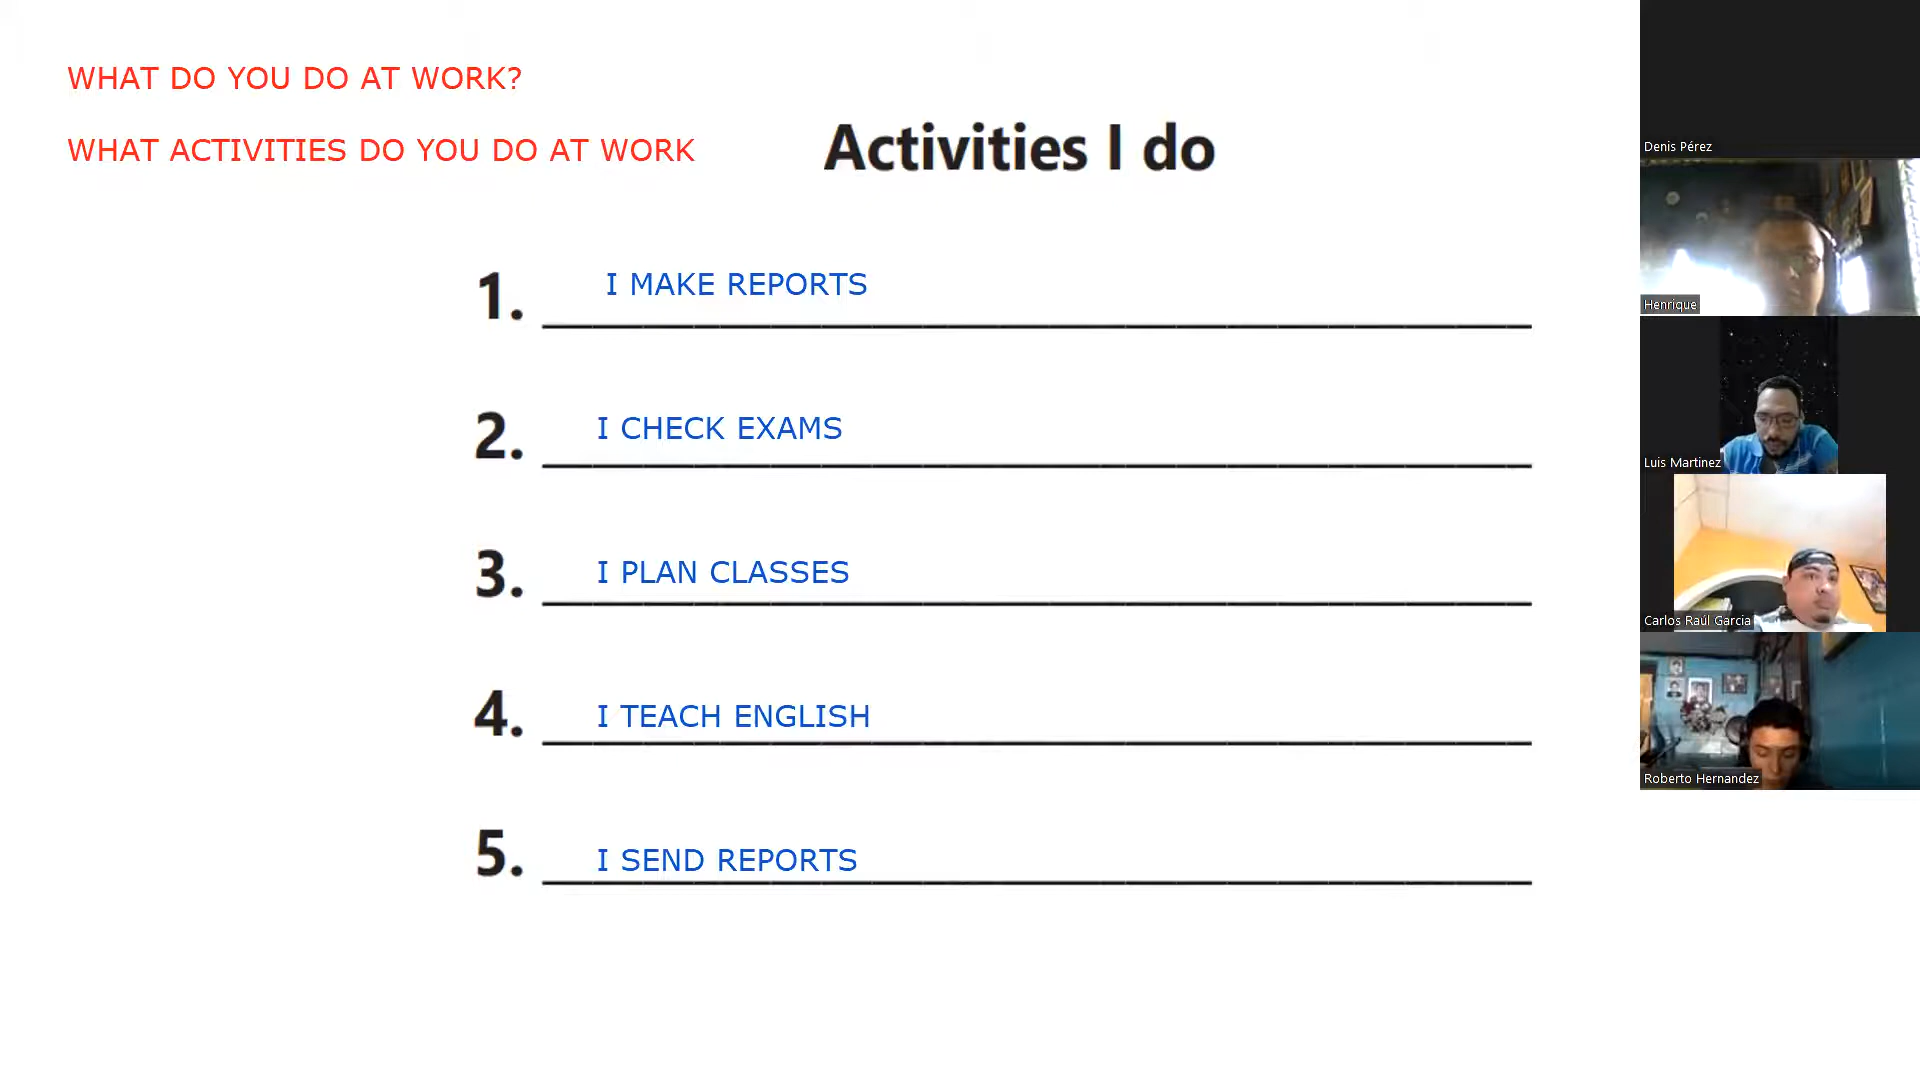 WHAT DO YOU DO AT WORK?
WHAT ACTIVITIES DO YOU DO AT WORK
Activities I do
1. I MAKE REPORTS
2. I CHECK EXAMS
3. I PLAN CLASSES
4. I TEACH ENGLISH
5. I SEND REPORTS
Denis Pérez
Henrique
Luis Martinez
Carlos Raúl Garcia
Roberto Hernandez